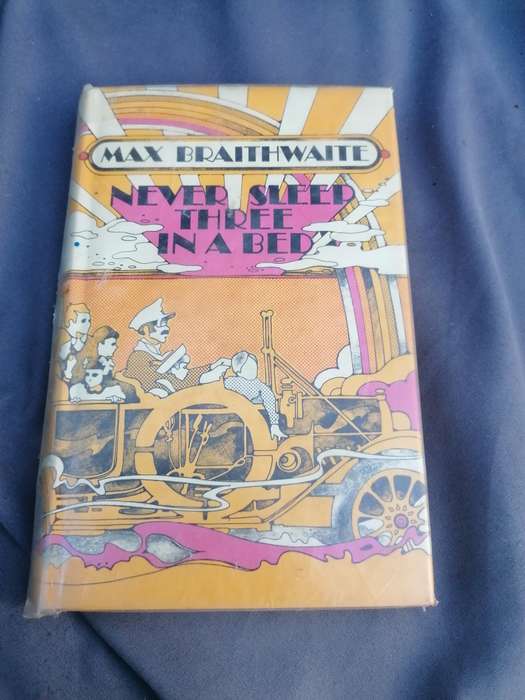 MAX BRAITHWAITE
NEVER SLEEP
THREE
IN A BED